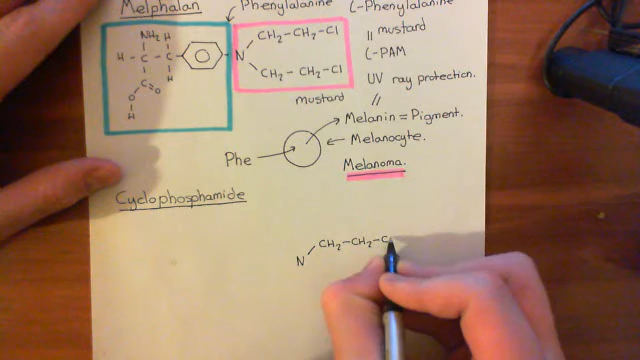 Melphalan
Phenylalanine
L-Phenylalanine
mustard
L-PAM
UV ray protection.
NH₂ H
H - C - C
N
CH₂-CH₂-Cl
CH₂-CH₂-Cl
C
O
O
H
H
mustard
Melanin = Pigment.
Melanocyte.
Phe
Melanoma.
Cyclophosphamide
N
CH₂-CH₂-C